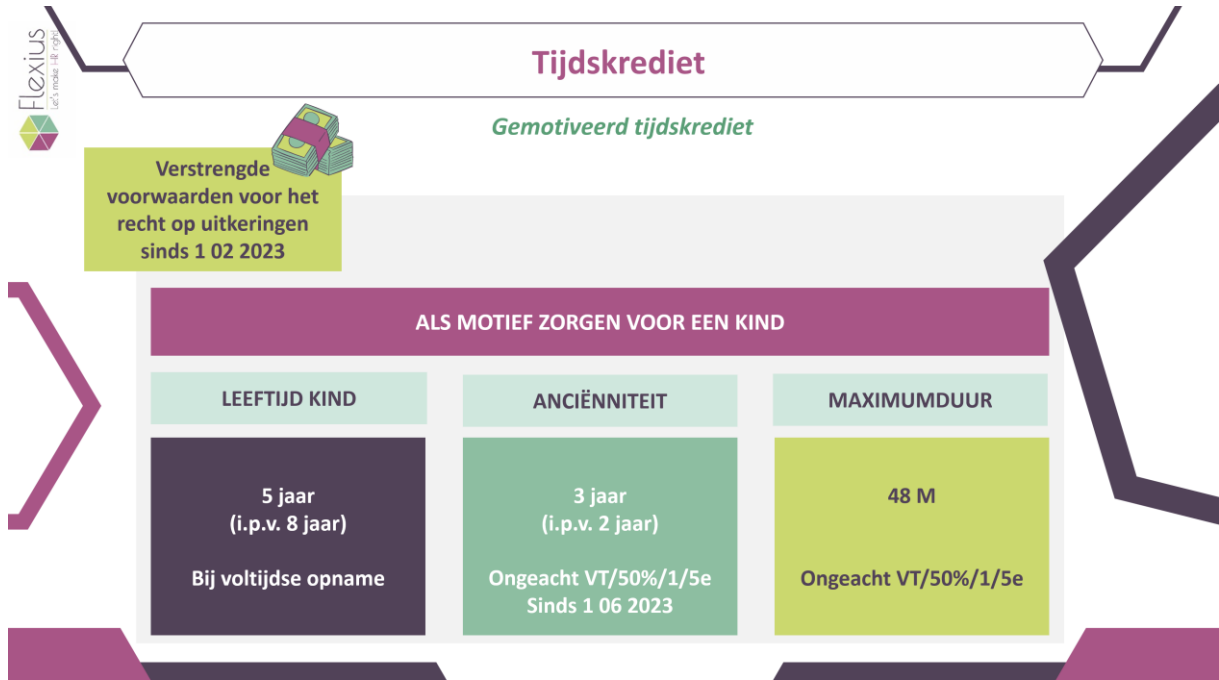 Flexius
Let's make HR right
Tijdskrediet
Gemotiveerd tijdskrediet
Verstrengde
voorwaarden voor het
recht op uitkeringen
sinds 1 02 2023
ALS MOTIEF ZORGEN VOOR EEN KIND
LEEFTIJD KIND
ANCIËNNITEIT
MAXIMUMDUUR
5 jaar
(i.p.v. 8 jaar)
Bij voltijdse opname
3 jaar
(i.p.v. 2 jaar)
Ongeacht VT/50%/1/5e
Sinds 1 06 2023
48 M
Ongeacht VT/50%/1/5e